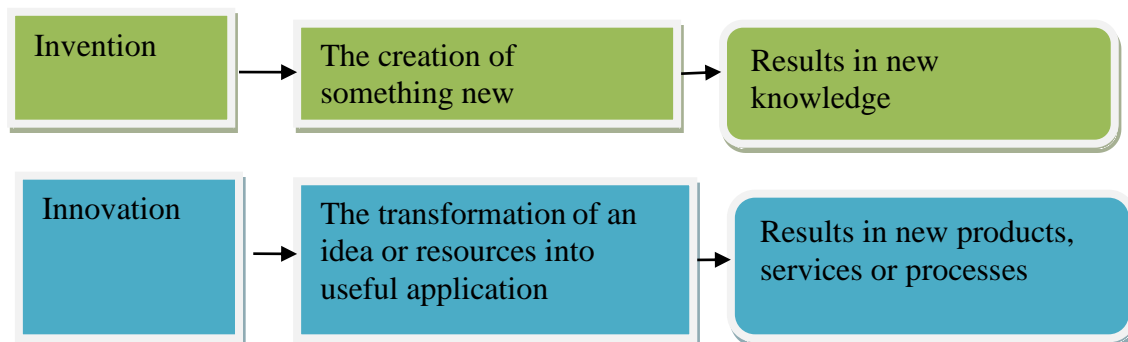 Invention
The creation of
something new
Results in new
knowledge
Innovation
The transformation of an
idea or resources into
useful application
Results in new products,
services or processes